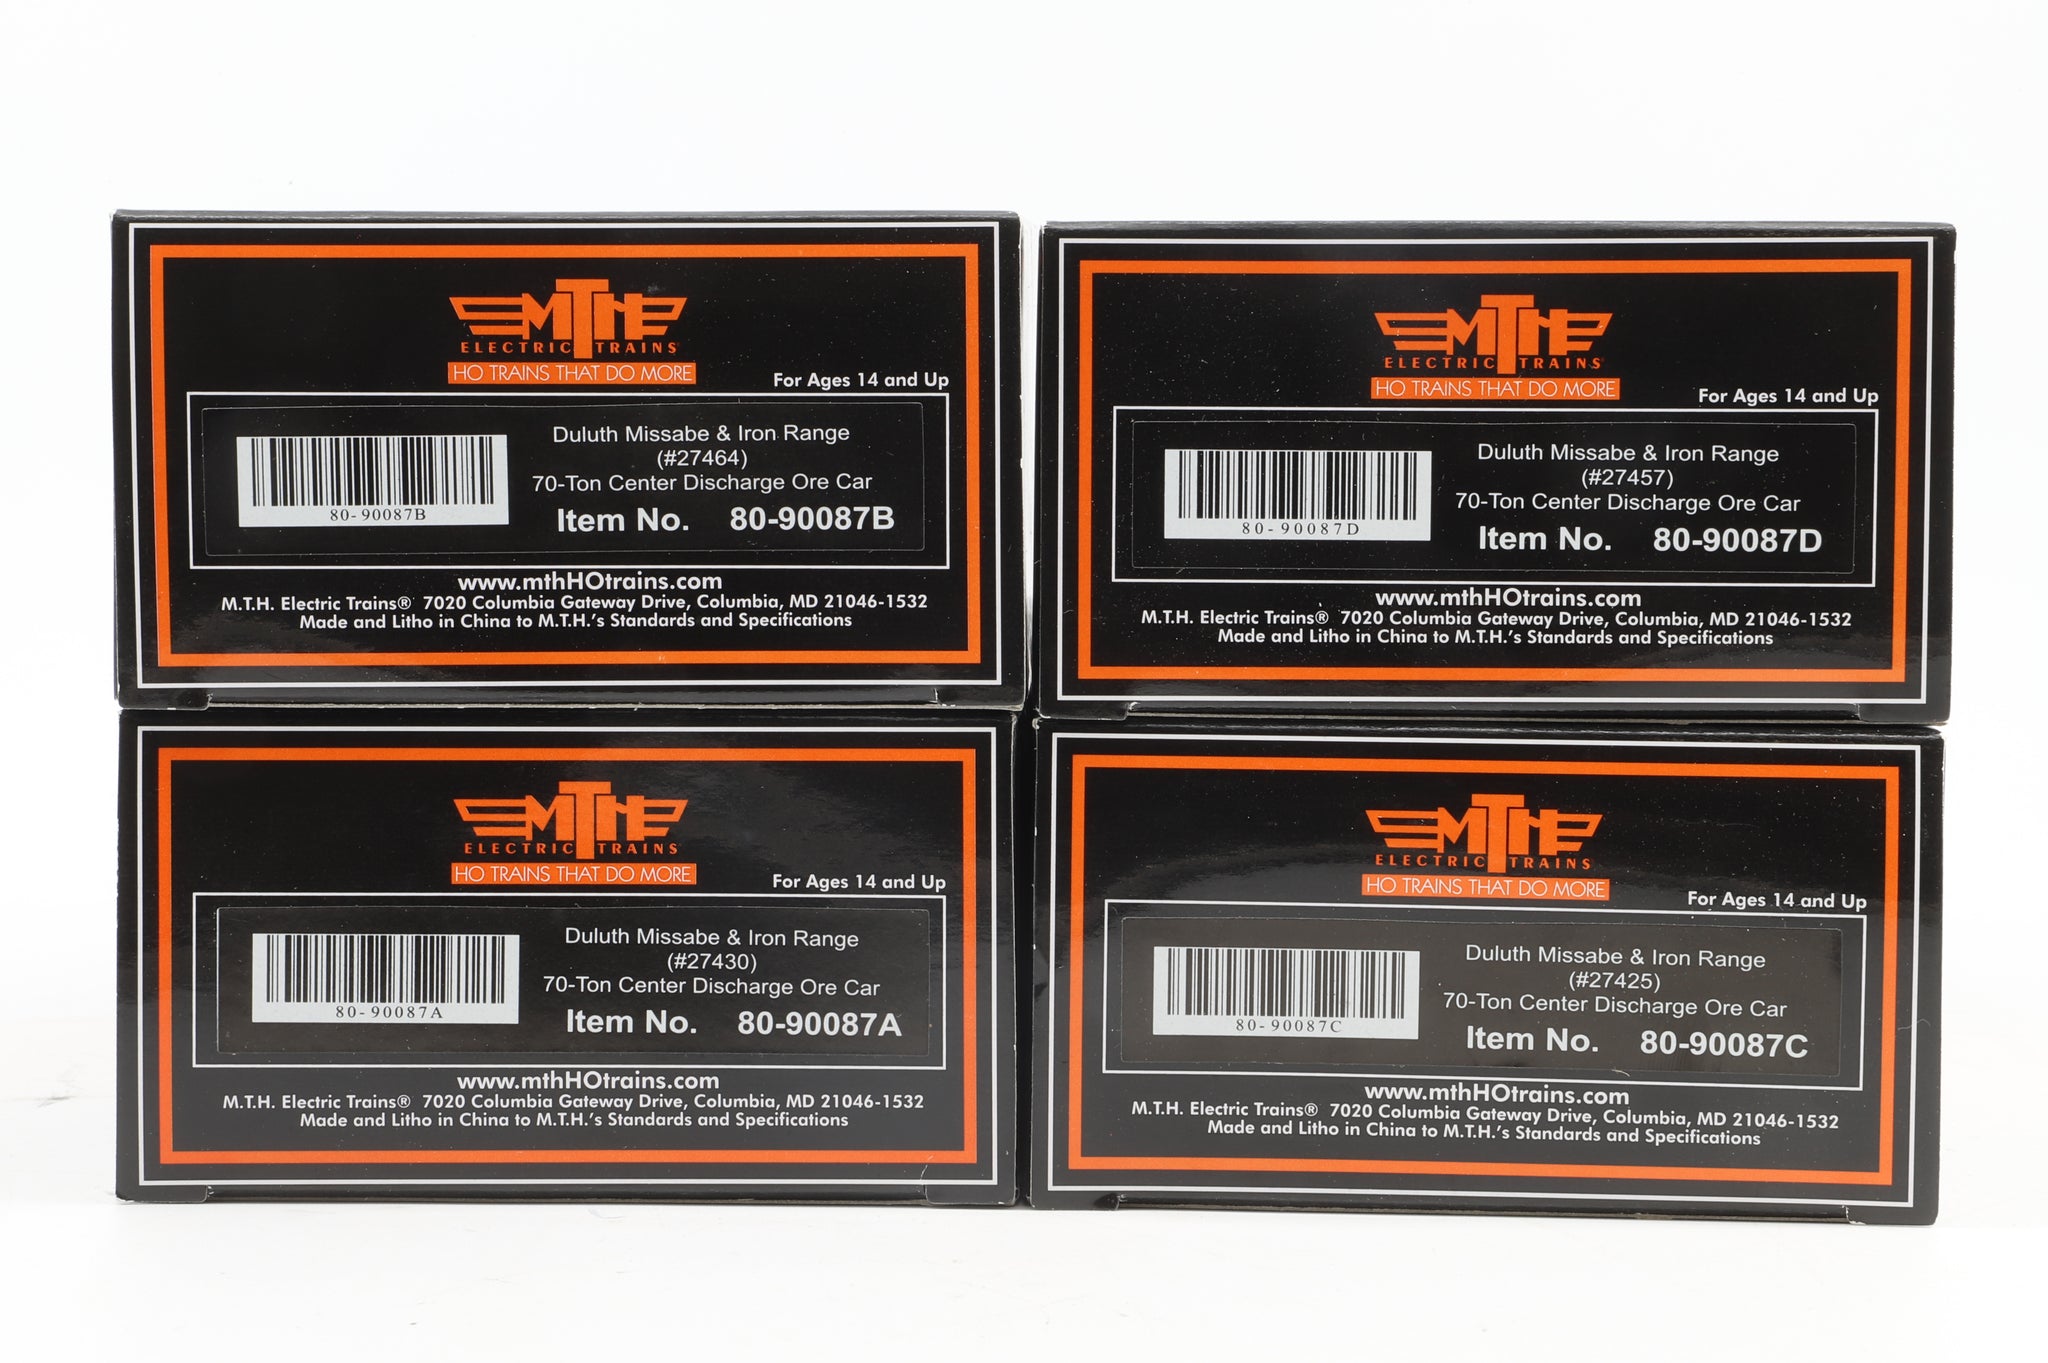 MTH
ELECTRIC TRAINS
HO TRAINS THAT DO MORE
For Ages 14 and Up
80-90087B
Duluth Missabe & Iron Range
(#27464)
70-Ton Center Discharge Ore Car
Item No. 80-90087B
www.mthHOtrains.com
M.T.H. Electric Trains® 7020 Columbia Gateway Drive, Columbia, MD 21046-1532
Made and Litho in China to M.T.H.'s Standards and Specifications
MTH
ELECTRIC TRAINS
HO TRAINS THAT DO MORE
For Ages 14 and Up
80-90087D
Duluth Missabe & Iron Range
(#27457)
70-Ton Center Discharge Ore Car
Item No. 80-90087D
www.mthHOtrains.com
M.T.H. Electric Trains® 7020 Columbia Gateway Drive, Columbia, MD 21046-1532
Made and Litho in China to M.T.H.'s Standards and Specifications
MTH
ELECTRIC TRAINS
HO TRAINS THAT DO MORE
For Ages 14 and Up
80-90087A
Duluth Missabe & Iron Range
(#27430)
70-Ton Center Discharge Ore Car
Item No. 80-90087A
www.mthHOtrains.com
M.T.H. Electric Trains® 7020 Columbia Gateway Drive, Columbia, MD 21046-1532
Made and Litho in China to M.T.H.'s Standards and Specifications
MTH
ELECTRIC TRAINS
HO TRAINS THAT DO MORE
For Ages 14 and Up
80-90087C
Duluth Missabe & Iron Range
(#27425)
70-Ton Center Discharge Ore Car
Item No. 80-90087C
www.mthHOtrains.com
M.T.H. Electric Trains® 7020 Columbia Gateway Drive, Columbia, MD 21046-1532
Made and Litho in China to M.T.H.'s Standards and Specifications